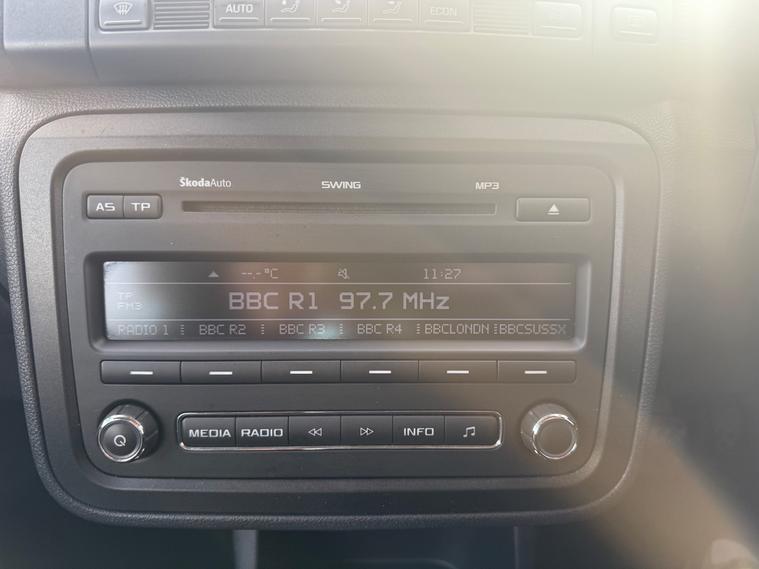 AUTO ECON
ŠkodaAuto SWING MP3
AS TP
--.- °C 11:27
TP
FM3
BBC R1 97.7 MHz
RADIO 1 BBC R2 BBC R3 BBC R4 BBCLONDN BBCSUSSX
MEDIA RADIO INFO